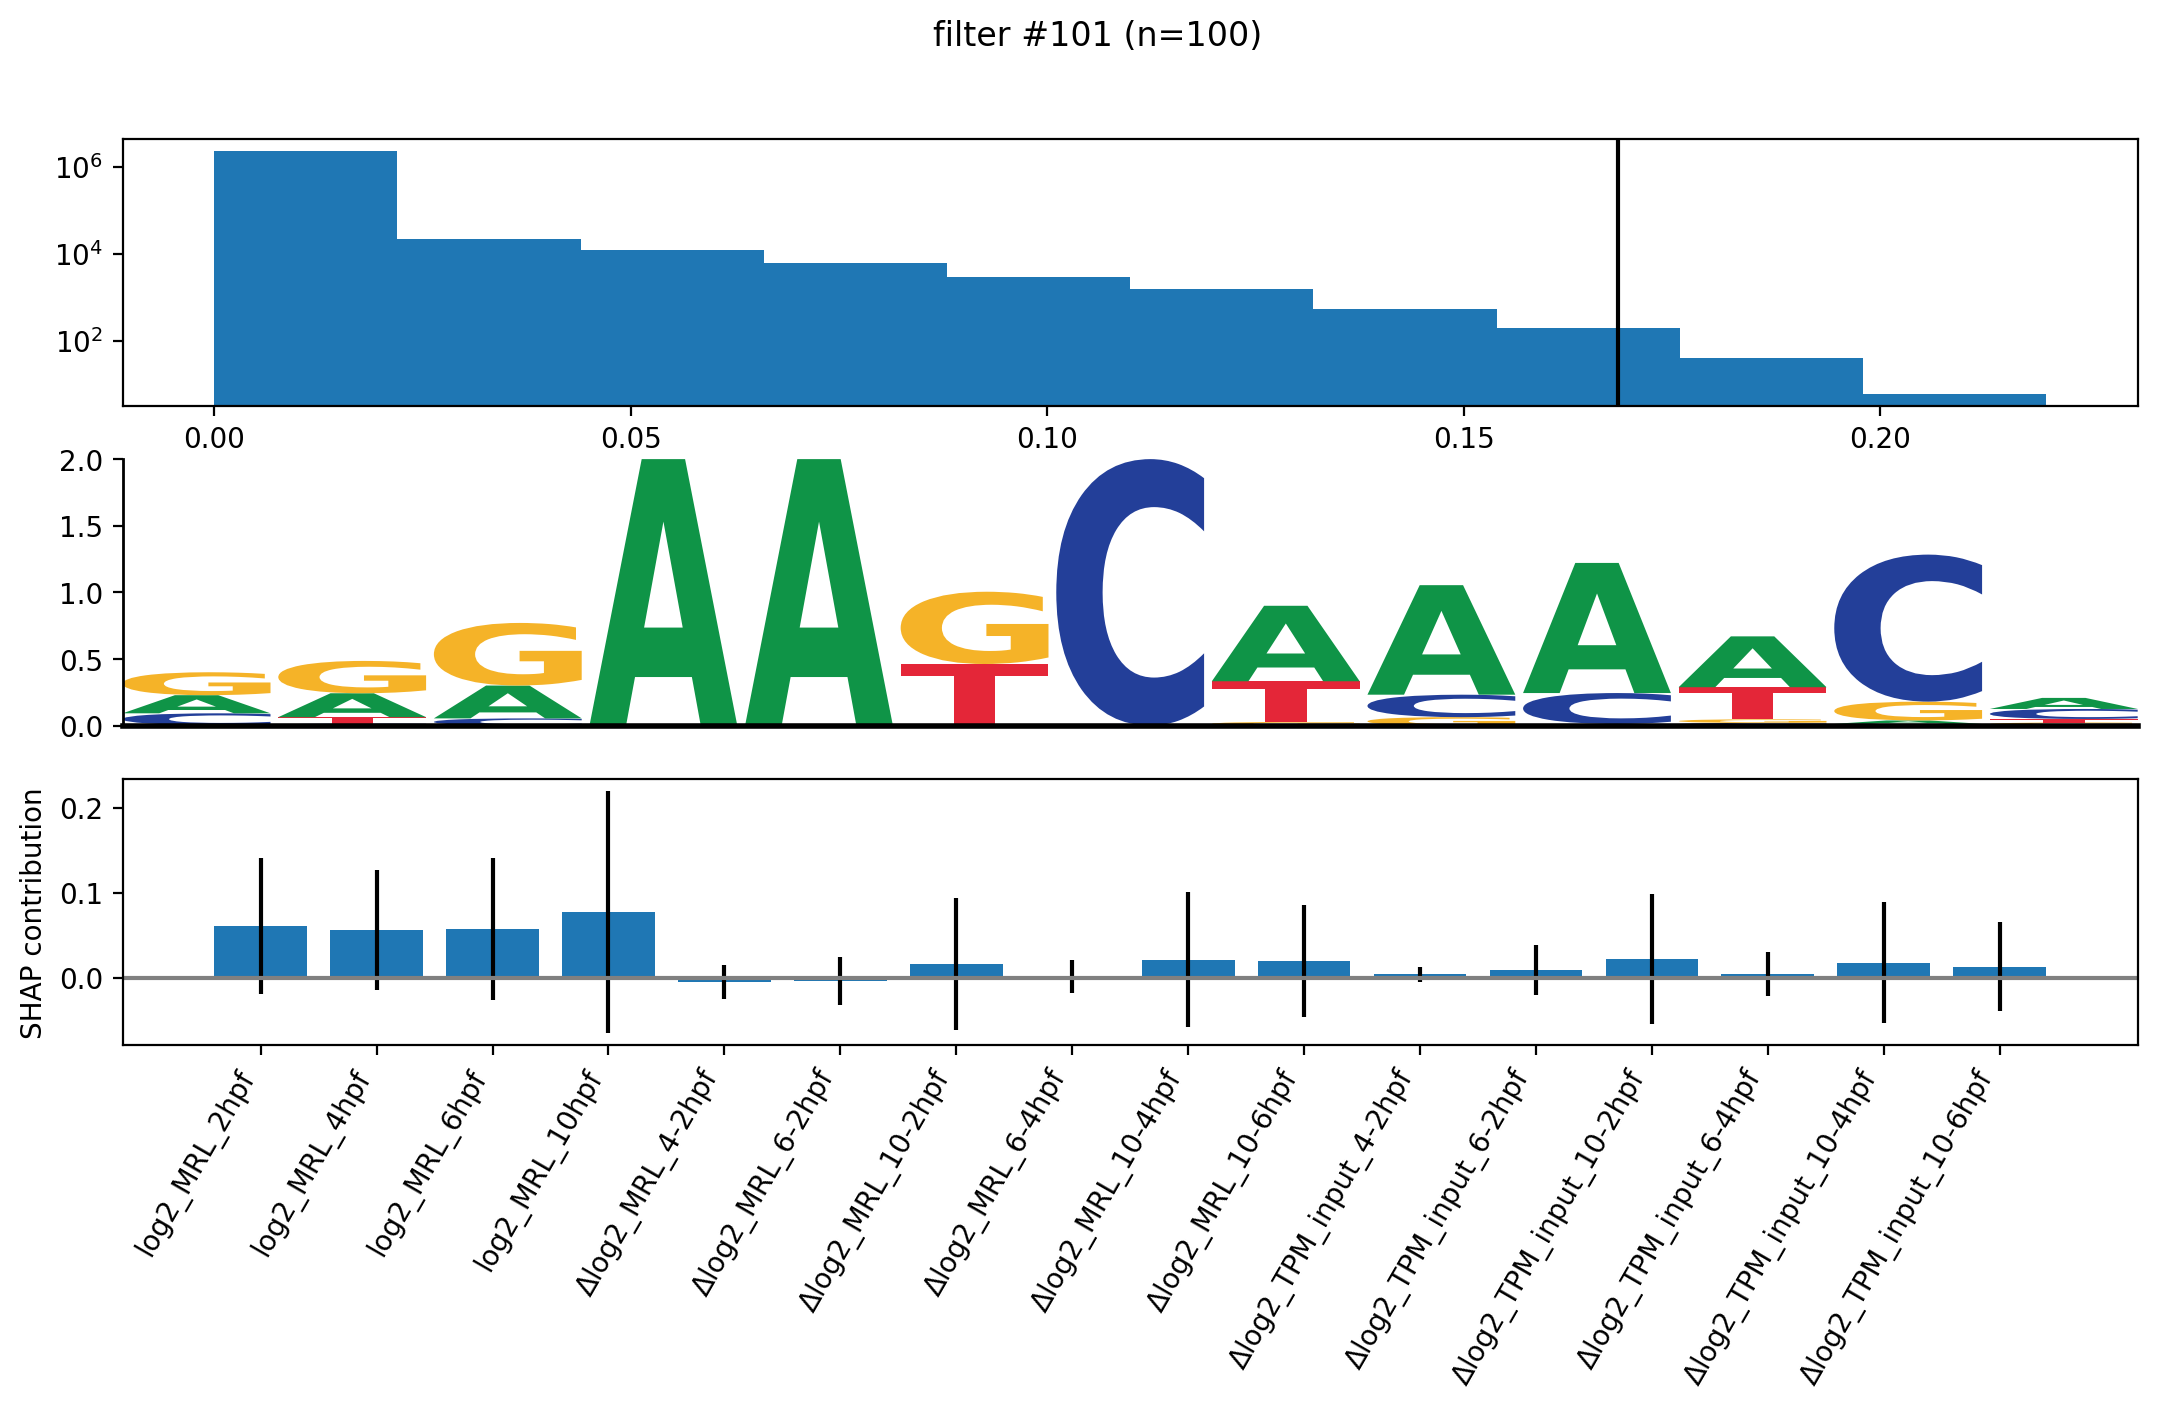 filter #101 (n=100)
10^6
10^4
10^2
0.00 0.05 0.10 0.15 0.20
2.0
1.5
1.0
0.5
0.0
G G G A A G C A A A A C A
A A A T T C C T G C
C T C G G G A T
SHAP contribution
0.2
0.1
0.0
log2_MRL_2hpf
log2_MRL_4hpf
log2_MRL_6hpf
log2_MRL_10hpf
Δlog2_MRL_4-2hpf
Δlog2_MRL_6-2hpf
Δlog2_MRL_10-2hpf
Δlog2_MRL_6-4hpf
Δlog2_MRL_10-4hpf
Δlog2_MRL_10-6hpf
Δlog2_TPM_input_4-2hpf
Δlog2_TPM_input_6-2hpf
Δlog2_TPM_input_10-2hpf
Δlog2_TPM_input_6-4hpf
Δlog2_TPM_input_10-4hpf
Δlog2_TPM_input_10-6hpf